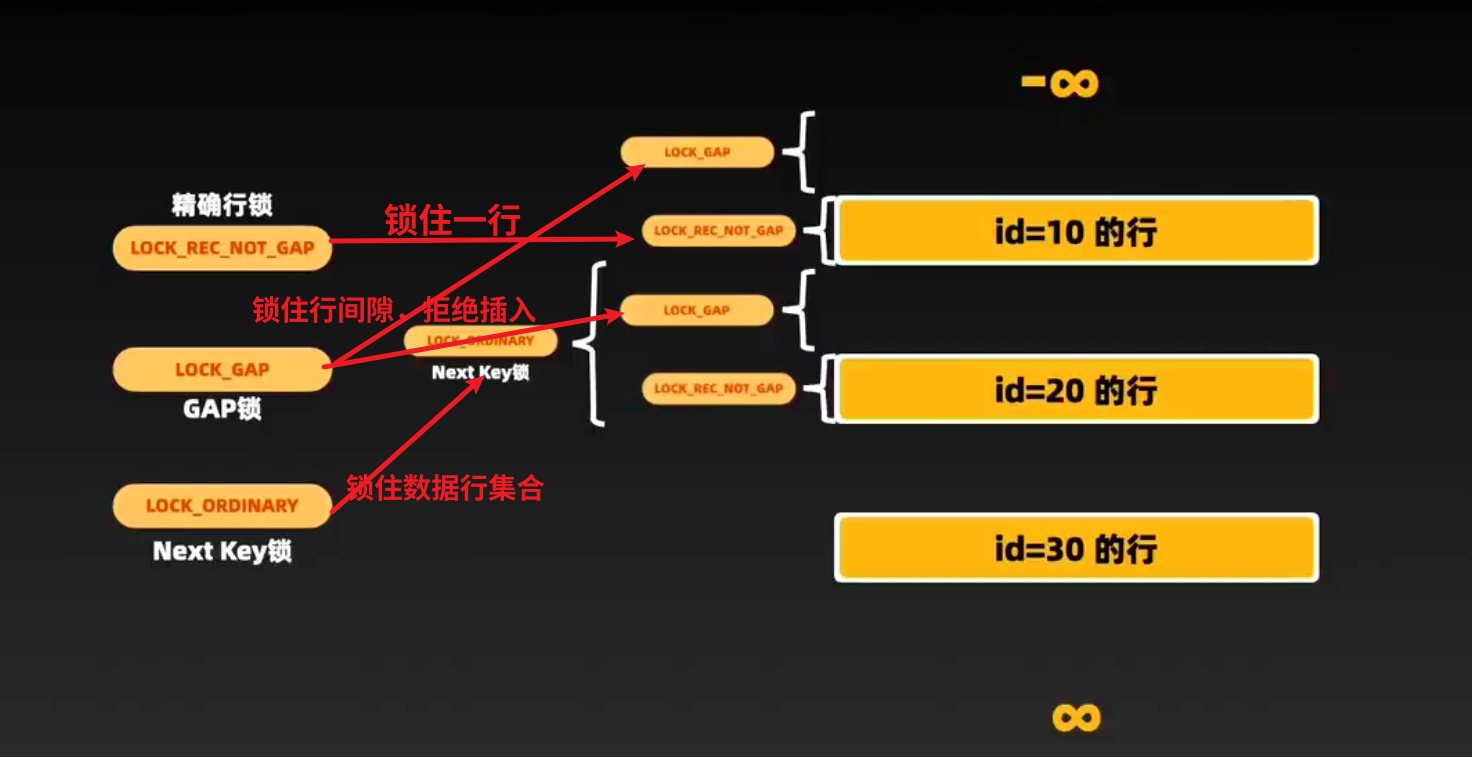 -∞
LOCK_GAP
精确行锁
LOCK_REC_NOT_GAP
锁住一行
LOCK_REC_NOT_GAP
id=10 的行
锁住行间隙，拒绝插入
LOCK_GAP
LOCK_ORDINARY
Next Key锁
LOCK_GAP
GAP锁
LOCK_REC_NOT_GAP
id=20 的行
锁住数据行集合
LOCK_ORDINARY
Next Key锁
id=30 的行
∞